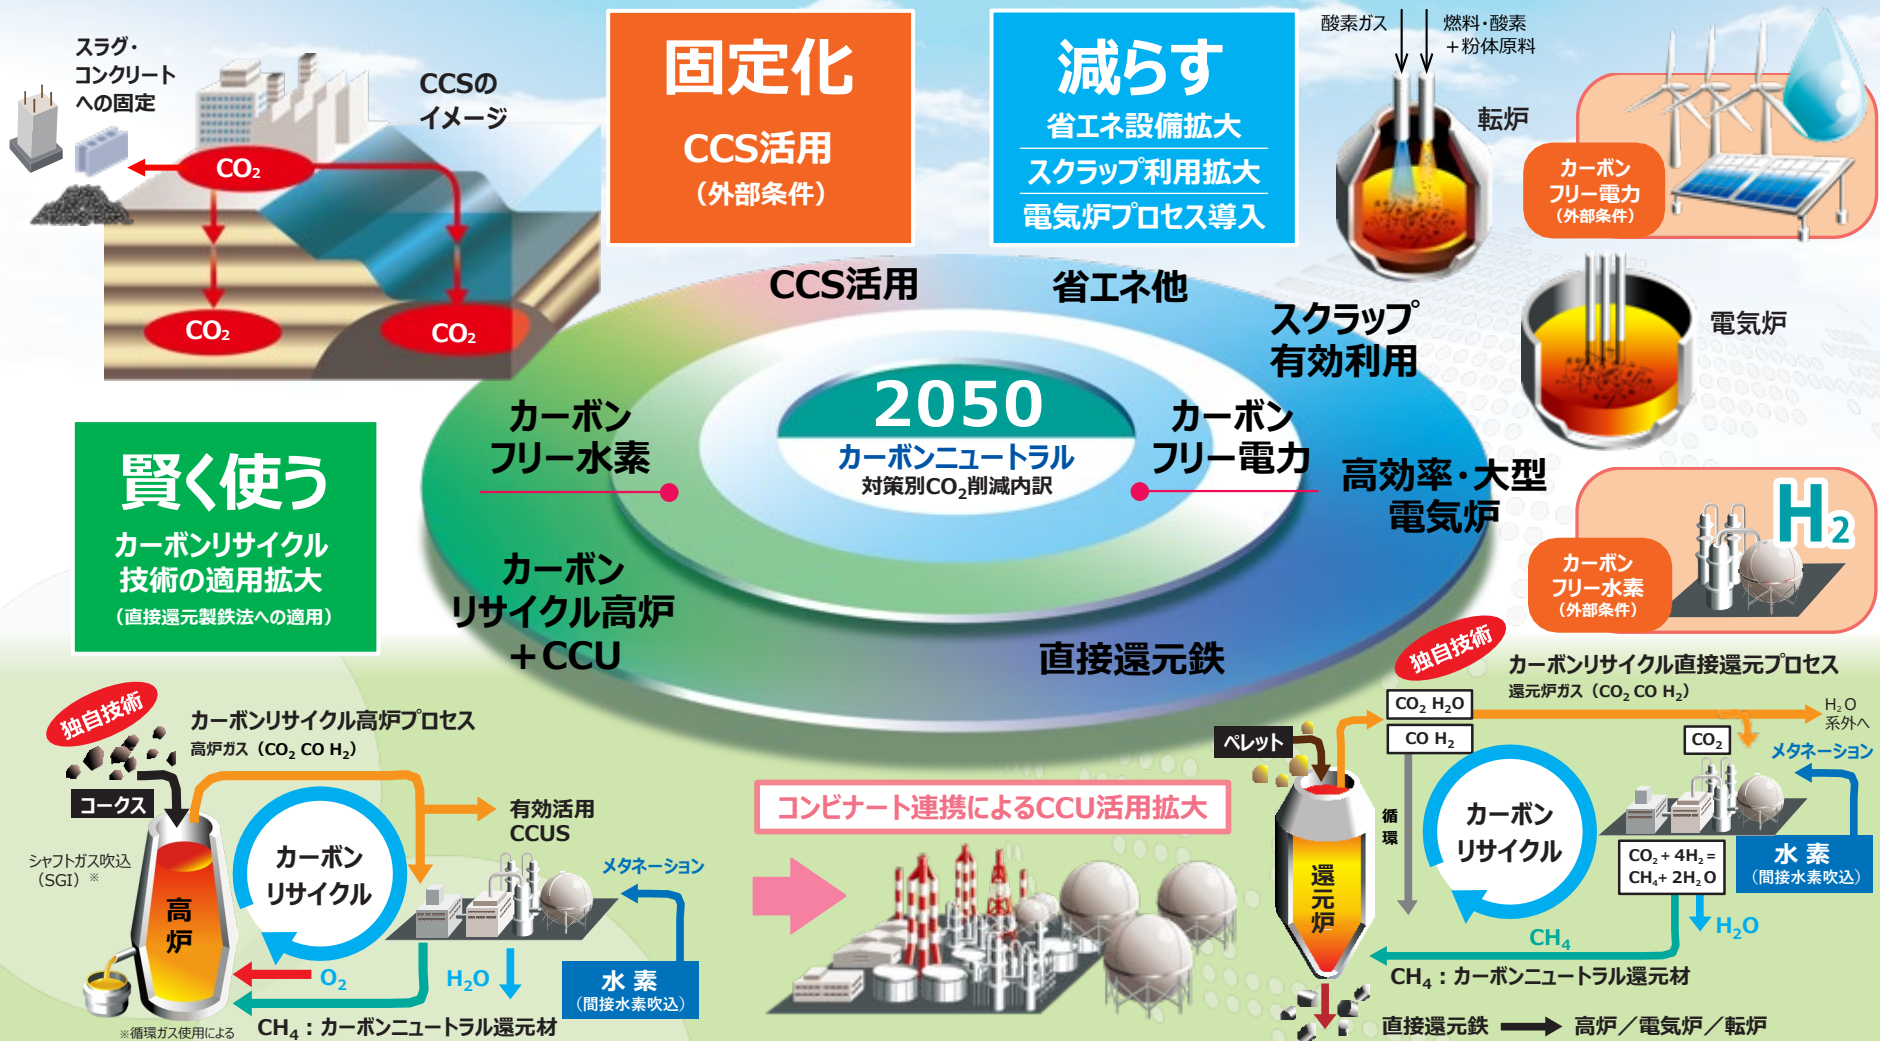 スラグ・
コンクリート
への固定
CCSの
イメージ
CO₂
CO₂
CO₂
固定化
CCS活用
（外部条件）
減らす
省エネ設備拡大
スクラップ利用拡大
電気炉プロセス導入
酸素ガス
燃料・酸素
＋粉体原料
転炉
カーボン
フリー電力
（外部条件）
電気炉
CCS活用
省エネ他
スクラップ
有効利用
カーボン
フリー水素
2050
カーボンニュートラル
対策別CO₂削減内訳
カーボン
フリー電力
高効率・大型
電気炉
カーボン
リサイクル高炉
＋CCU
直接還元鉄
賢く使う
カーボンリサイクル
技術の適用拡大
（直接還元製鉄法への適用）
H₂
カーボン
フリー水素
（外部条件）
独自技術
カーボンリサイクル高炉プロセス
高炉ガス（CO₂ CO H₂）
コークス
シャフトガス吹込
（SGI）※
高炉
カーボン
リサイクル
有効活用
CCUS
メタネーション
O₂
H₂O
水素
（間接水素吹込）
※循環ガス使用による
CH₄：カーボンニュートラル還元材
コンビナート連携によるCCU活用拡大
独自技術
カーボンリサイクル直接還元プロセス
還元炉ガス（CO₂ CO H₂）
CO₂ H₂O
CO H₂
H₂O
系外へ
ペレット
CO₂
メタネーション
循環
カーボン
リサイクル
還元炉
CO₂＋4H₂＝
CH₄＋2H₂O
水素
（間接水素吹込）
H₂O
CH₄
CH₄：カーボンニュートラル還元材
直接還元鉄 高炉／電気炉／転炉